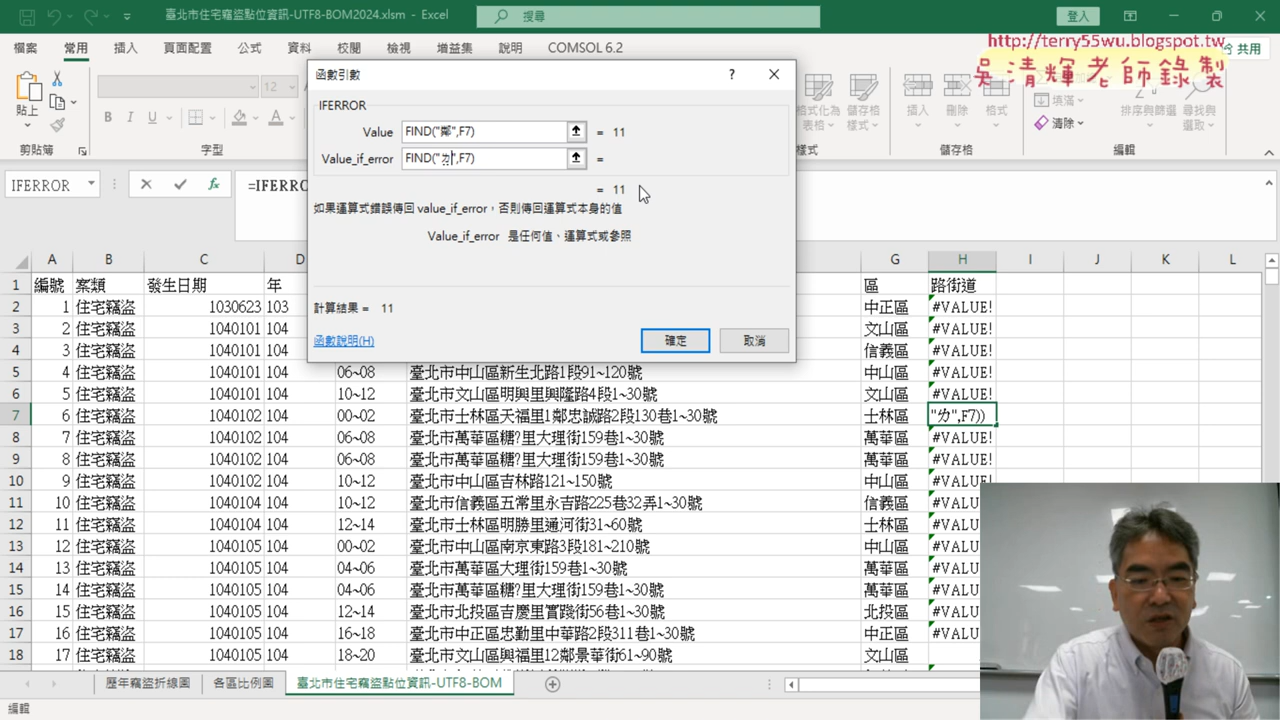 臺北市住宅竊盜點位資訊-UTF8-BOM2024.xlsm - Excel
搜尋
登入
檔案 常用 插入 頁面配置 公式 資料 校閱 檢視 增益集 說明 COMSOL 6.2
共用
http://terry55wu.blogspot.tw
吳清輝老師錄製
貼上
剪貼簿
12
B I U A
字型
格式化為表格
儲存格樣式
樣式
插入 刪除 格式
儲存格
填滿
清除
排序與篩選
尋找與選取
編輯
函數引數
IFERROR
Value FIND("鄰",F7) = 11
Value_if_error FIND("ㄌ",F7) =
= 11
如果運算式錯誤傳回 value_if_error，否則傳回運算式本身的值
Value_if_error 是任何值、運算式或參照
計算結果 = 11
函數說明(H)
確定 取消
IFERROR fx =IFERRO
A B C D G H I J K L
1 編號 案類 發生日期 年 區 路街道
2 1 住宅竊盜 1030623 103 中正區 #VALUE!
3 2 住宅竊盜 1040101 104 文山區 #VALUE!
4 3 住宅竊盜 1040101 104 信義區 #VALUE!
5 4 住宅竊盜 1040101 104 06~08 臺北市中山區新生北路1段91~120號 中山區 #VALUE!
6 5 住宅竊盜 1040101 104 10~12 臺北市文山區明興里興隆路4段1~30號 文山區 #VALUE!
7 6 住宅竊盜 1040102 104 00~02 臺北市士林區天福里1鄰忠誠路2段130巷1~30號 士林區 "ㄌ",F7))
8 7 住宅竊盜 1040102 104 06~08 臺北市萬華區糖?里大理街159巷1~30號 萬華區 #VALUE!
9 8 住宅竊盜 1040102 104 06~08 臺北市萬華區糖?里大理街159巷1~30號 萬華區 #VALUE!
10 9 住宅竊盜 1040102 104 06~08 臺北市中山區吉林路121~150號 中山區 #VALUE!
11 10 住宅竊盜 1040104 104 10~12 臺北市信義區五常里永吉路225巷32弄1~30號 信義區 #VALU
12 11 住宅竊盜 1040104 104 12~14 臺北市士林區明勝里通河街31~60號 士林區 #VALU
13 12 住宅竊盜 1040105 104 00~02 臺北市中山區南京東路3段181~210號 中山區 #VALU
14 13 住宅竊盜 1040105 104 04~06 臺北市萬華區大理街159巷1~30號 萬華區 #VALU
15 14 住宅竊盜 1040105 104 04~06 臺北市萬華區糖?里大理街159巷1~30號 萬華區 #VALU
16 15 住宅竊盜 1040105 104 12~14 臺北市北投區吉慶里實踐街56巷1~30號 北投區 #VALU
17 16 住宅竊盜 1040105 104 16~18 臺北市中正區忠勤里中華路2段311巷1~30號 中正區 #VALU
18 17 住宅竊盜 1040105 104 18~20 臺北市文山區興福里12鄰景華街61~90號 文山區
歷年竊盜折線圖 各區比例圖 臺北市住宅竊盜點位資訊-UTF8-BOM
編輯